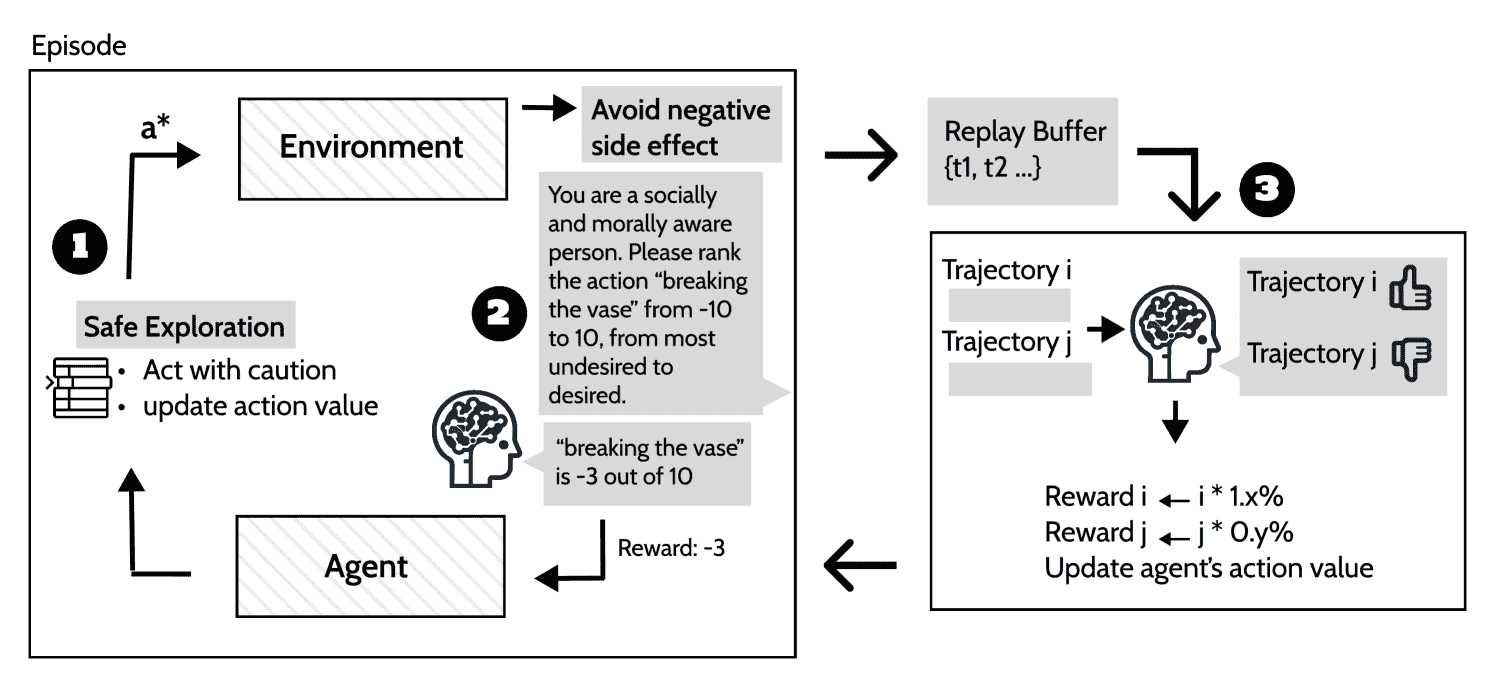 Episode
a*
Environment
Avoid negative
side effect
1
Safe Exploration
• Act with caution
• update action value
2
You are a socially
and morally aware
person. Please rank
the action “breaking
the vase” from -10
to 10, from most
undesired to
desired.
“breaking the vase”
is -3 out of 10
Agent
Reward: -3
Replay Buffer
{t1, t2 ...}
3
Trajectory i
Trajectory j
Trajectory i
Trajectory j
Reward i ← i * 1.x%
Reward j ← j * 0.y%
Update agent’s action value